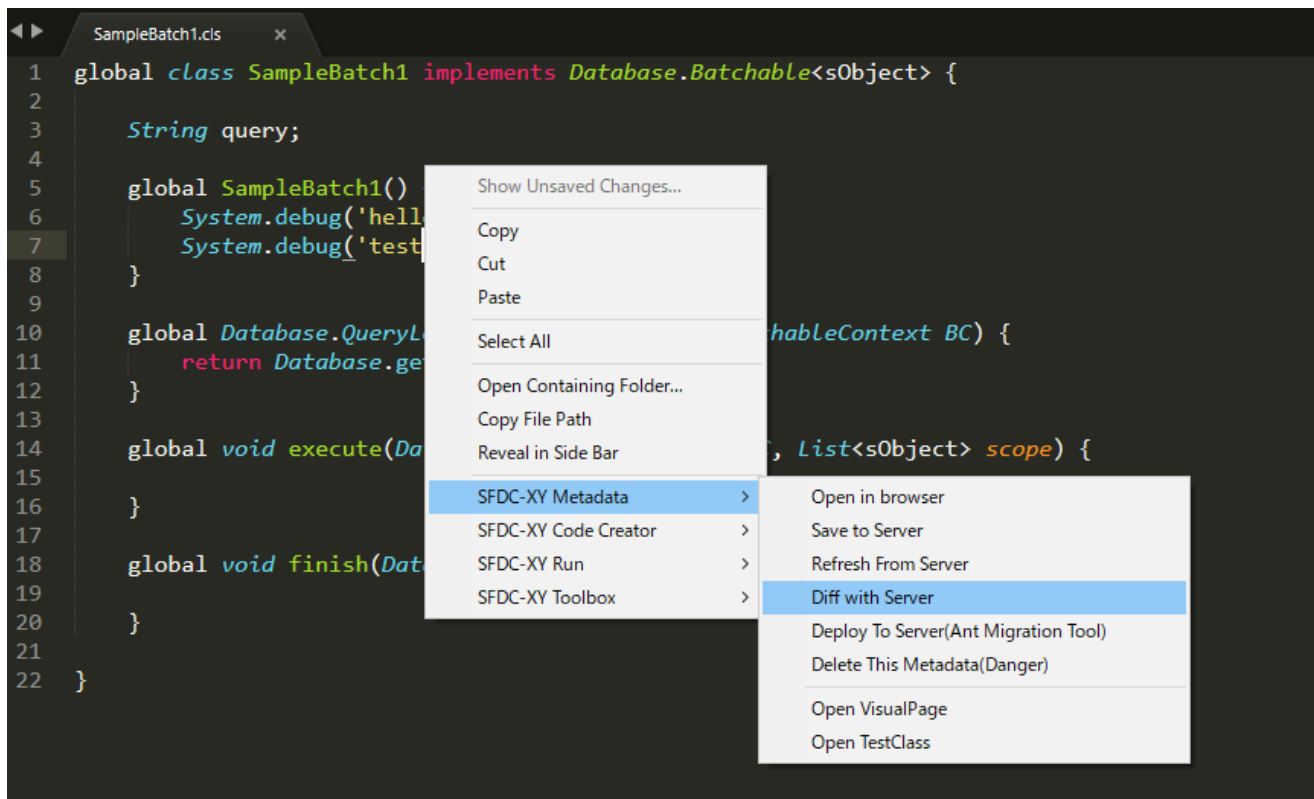 SampleBatch1.cls ×
1 global class SampleBatch1 implements Database.Batchable<sObject> {
2
3 String query;
4
5 global SampleBatch1()
6 System.debug('hell
7 System.debug('test
8 }
9
10 global Database.QueryL hableContext BC) {
11 return Database.ge
12 }
13
14 global void execute(Da , List<sObject> scope) {
15
16 }
17
18 global void finish(Dat
19
20 }
21
22 }
Show Unsaved Changes...
Copy
Cut
Paste
Select All
Open Containing Folder...
Copy File Path
Reveal in Side Bar
SFDC-XY Metadata >
SFDC-XY Code Creator >
SFDC-XY Run >
SFDC-XY Toolbox >
Open in browser
Save to Server
Refresh From Server
Diff with Server
Deploy To Server(Ant Migration Tool)
Delete This Metadata(Danger)
Open VisualPage
Open TestClass